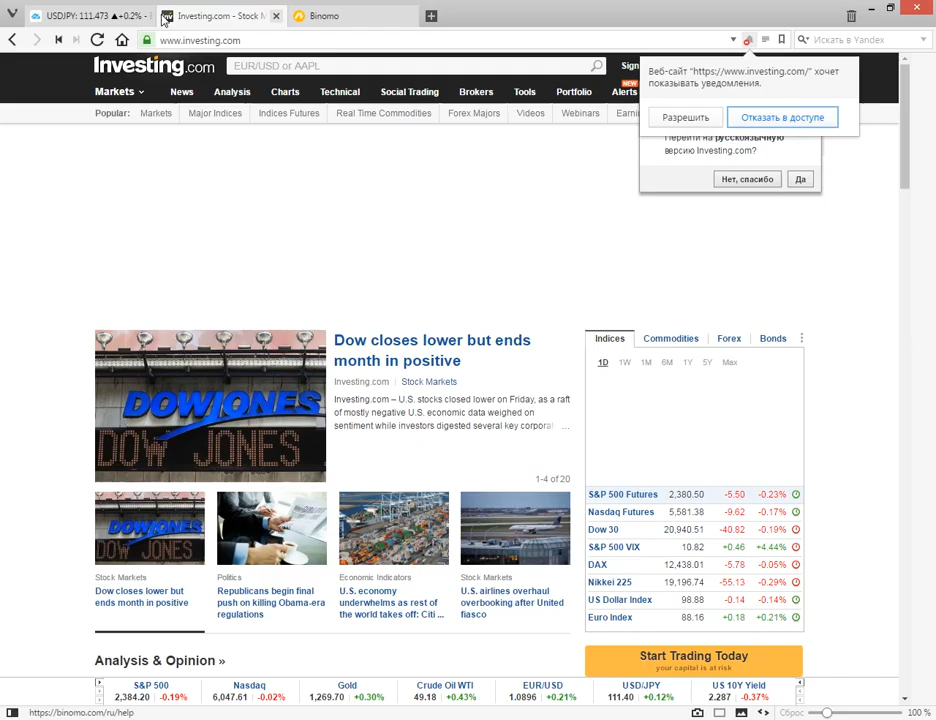 USDJPY: 111.473 ▲+0.2% -
Investing.com - Stock M
Binomo
www.investing.com
Искать в Yandex
Investing.com
EUR/USD or AAPL
Sign
Веб-сайт "https://www.investing.com/" хочет
показывать уведомления.
Разрешить
Отказать в доступе
Перейти на русскоязычную
версию Investing.com?
Нет, спасибо
Да
Markets
News
Analysis
Charts
Technical
Social Trading
Brokers
Tools
Portfolio
NEW
Alerts
Popular: Markets Major Indices Indices Futures Real Time Commodities Forex Majors Videos Webinars Earni
DOWJONES
DOW JONES
Dow closes lower but ends
month in positive
Investing.com | Stock Markets
Investing.com – U.S. stocks closed lower on Friday, as a raft
of mostly negative U.S. economic data weighed on
sentiment while investors digested several key corporat ...
1-4 of 20
Indices Commodities Forex Bonds
1D 1W 1M 6M 1Y 5Y Max
S&P 500 Futures 2,380.50 -5.50 -0.23%
Nasdaq Futures 5,581.38 -9.62 -0.17%
Dow 30 20,940.51 -40.82 -0.19%
S&P 500 VIX 10.82 +0.46 +4.44%
DAX 12,438.01 -5.78 -0.05%
Nikkei 225 19,196.74 -55.13 -0.29%
US Dollar Index 98.88 -0.14 -0.14%
Euro Index 88.16 +0.18 +0.21%
DOWJONES
DOW JONES
Stock Markets
Dow closes lower but
ends month in positive
Politics
Republicans begin final
push on killing Obama-era
regulations
Economic Indicators
U.S. economy
underwhelms as rest of
the world takes off: Citi ...
Stock Markets
U.S. airlines overhaul
overbooking after United
fiasco
Analysis & Opinion »
Start Trading Today
your capital is at risk
S&P 500 Nasdaq Gold Crude Oil WTI EUR/USD USD/JPY US 10Y Yield
2,384.20 -0.19% 6,047.61 -0.02% 1,269.70 +0.30% 49.18 +0.43% 1.0896 +0.21% 111.40 +0.12% 2.287 -0.37%
https://binomo.com/ru/help
Сброс
100 %